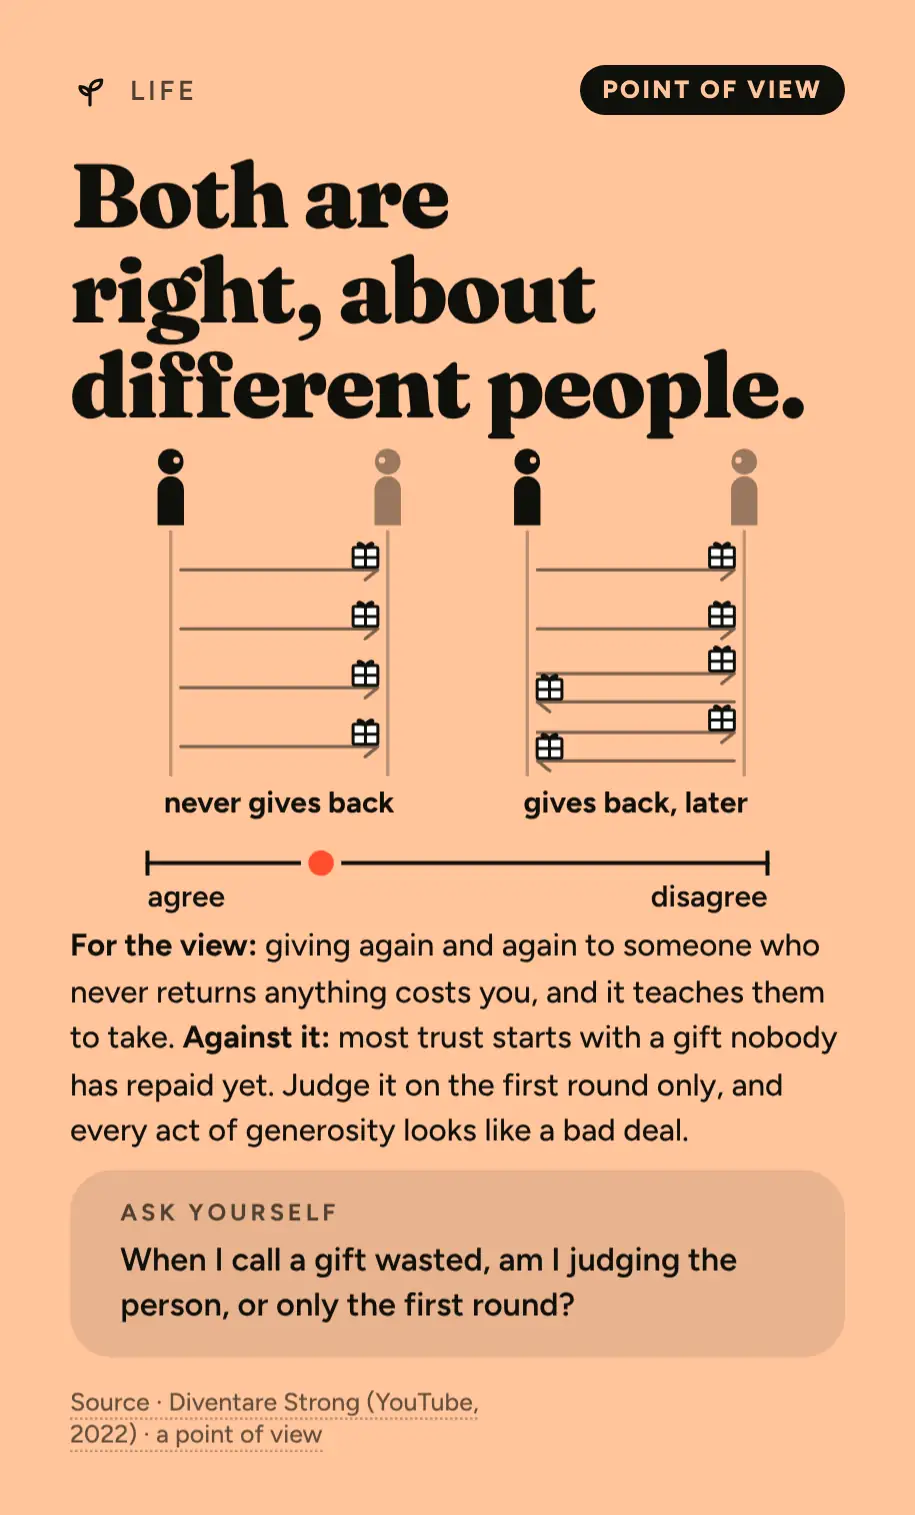 LIFE
POINT OF VIEW
Both are
right, about
different people.
never gives back
gives back, later
agree
disagree
For the view: giving again and again to someone who
never returns anything costs you, and it teaches them
to take. Against it: most trust starts with a gift nobody
has repaid yet. Judge it on the first round only, and
every act of generosity looks like a bad deal.
ASK YOURSELF
When I call a gift wasted, am I judging the
person, or only the first round?
Source · Diventare Strong (YouTube,
2022) · a point of view